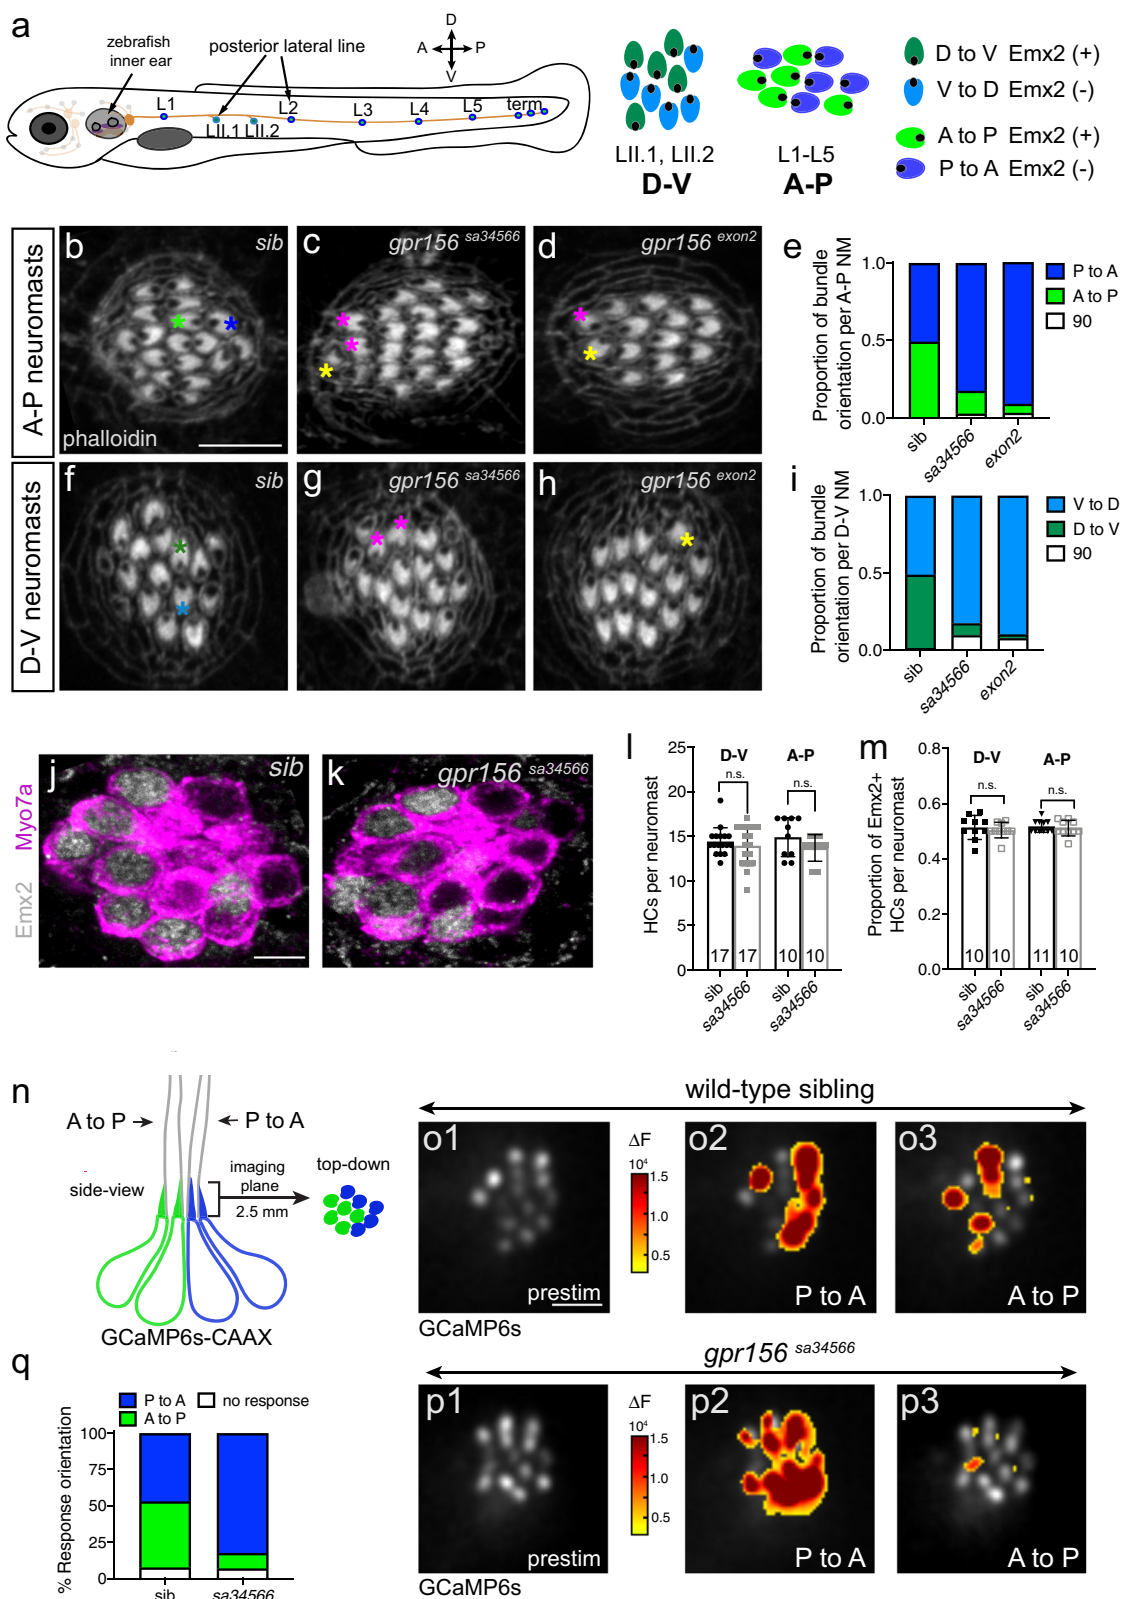 a
zebrafish
inner ear
posterior lateral line
D
A
P
V
L1
LII.1
LII.2
L2
L3
L4
L5
term
LII.1, LII.2
D-V
L1-L5
A-P
D to V Emx2 (+)
V to D Emx2 (-)
A to P Emx2 (+)
P to A Emx2 (-)
A-P neuromasts
b
sib
phalloidin
c
gpr156 sa34566
d
gpr156 exon2
e
Proportion of bundle
orientation per A-P NM
1.0
0.5
0.0
sib
sa34566
exon2
P to A
A to P
90
D-V neuromasts
f
sib
g
gpr156 sa34566
h
gpr156 exon2
i
Proportion of bundle
orientation per D-V NM
1.0
0.5
0.0
sib
sa34566
exon2
V to D
D to V
90
Emx2 Myo7a
j
sib
k
gpr156 sa34566
l
HCs per neuromast
25
20
15
10
5
0
D-V
A-P
n.s.
n.s.
17
17
10
10
sib
sa34566
sib
sa34566
m
Proportion of Emx2+
HCs per neuromast
0.8
0.6
0.4
0.2
0.0
D-V
A-P
n.s.
n.s.
10
10
11
10
sib
sa34566
sib
sa34566
n
A to P
P to A
side-view
imaging
plane
2.5 mm
top-down
GCaMP6s-CAAX
wild-type sibling
o1
prestim
GCaMP6s
ΔF
10⁴
1.5
1.0
0.5
o2
P to A
o3
A to P
gpr156 sa34566
p1
prestim
GCaMP6s
ΔF
10⁴
1.5
1.0
0.5
p2
P to A
p3
A to P
q
P to A
no response
A to P
% Response orientation
100
75
50
25
0
sib
sa34566